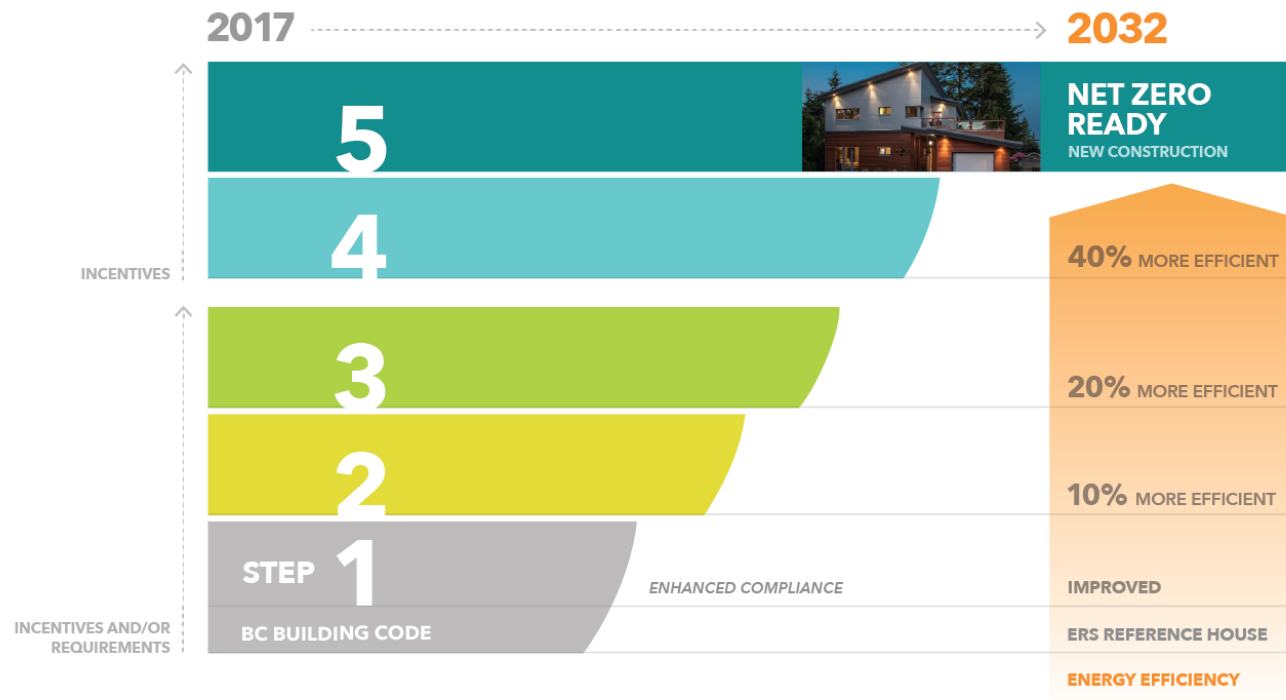 2017
2032
5
NET ZERO
READY
NEW CONSTRUCTION
4
40% MORE EFFICIENT
INCENTIVES
3
20% MORE EFFICIENT
2
10% MORE EFFICIENT
STEP 1
ENHANCED COMPLIANCE
IMPROVED
INCENTIVES AND/OR
REQUIREMENTS
BC BUILDING CODE
ERS REFERENCE HOUSE
ENERGY EFFICIENCY